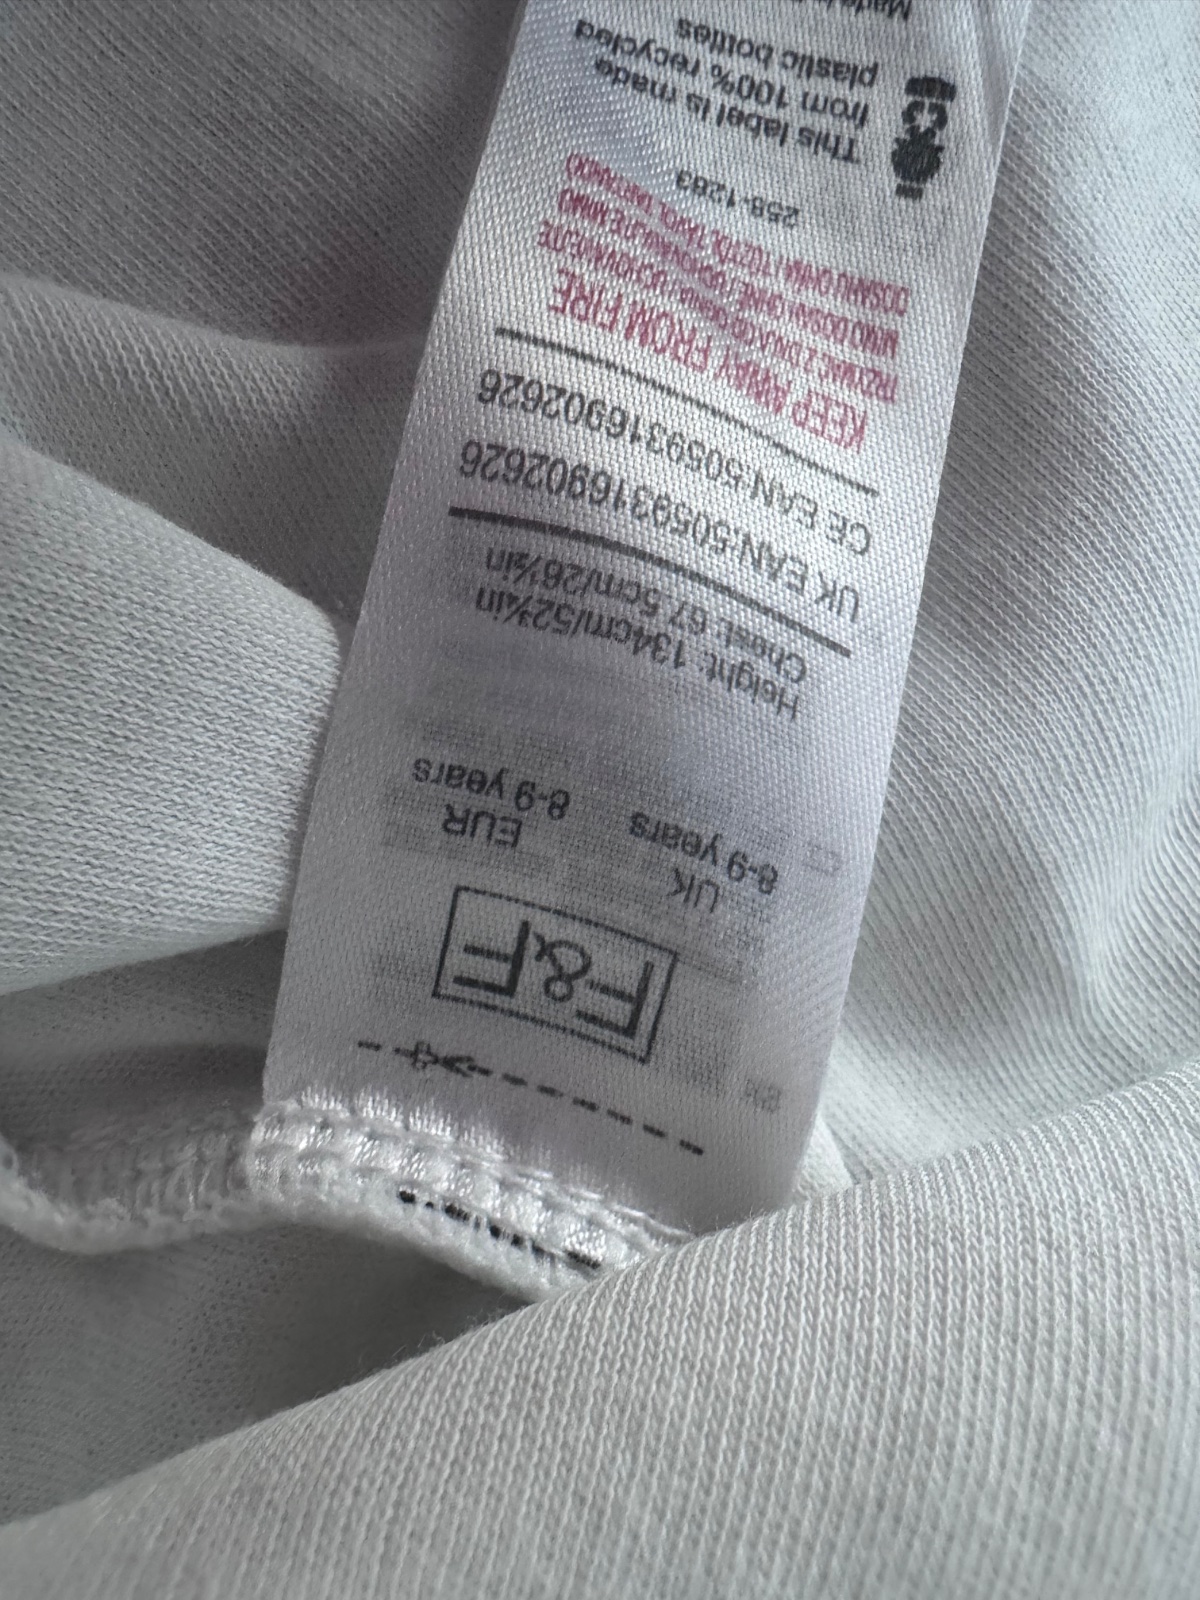 F&F
UK EUR
8-9 years 8-9 years
Height: 134cm/52¾in
Chest: 67.5cm/26½in
UK EAN:5059316902626
CE EAN:5059316902626
KEEP AWAY FROM FIRE
258-1283
This label is made
from 100% recycled
plastic bottles
Made in